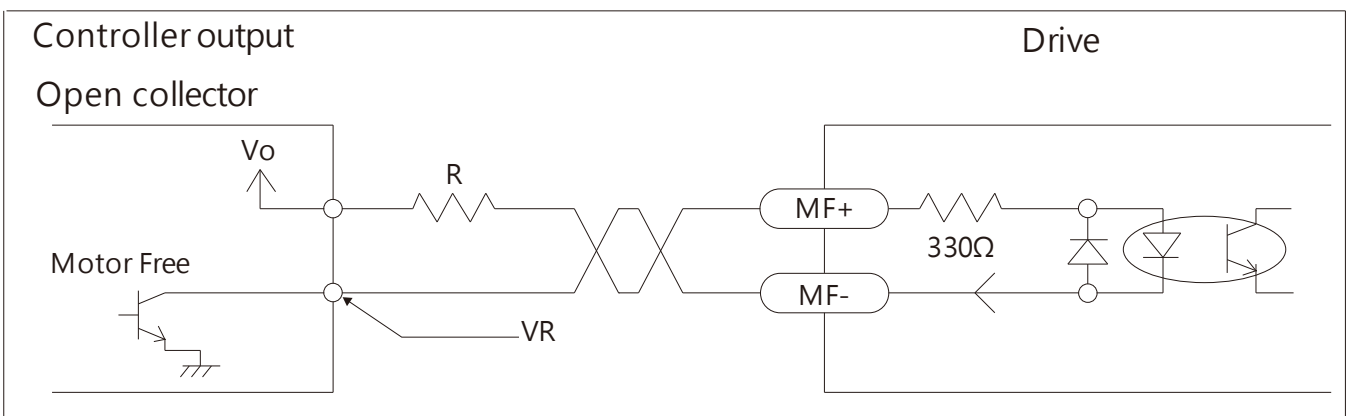 Controller output
Drive
Open collector
Vo
R
MF+
330Ω
Motor Free
MF-
VR